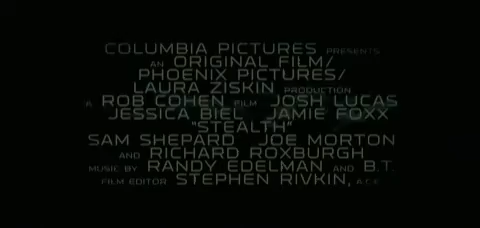 COLUMBIA PICTURES PRESENTS
AN ORIGINAL FILM/
PHOENIX PICTURES/
LAURA ZISKIN PRODUCTION
A ROB COHEN FILM JOSH LUCAS
JESSICA BIEL JAMIE FOXX
"STEALTH"
SAM SHEPARD JOE MORTON
AND RICHARD ROXBURGH
MUSIC BY RANDY EDELMAN AND B.T.
FILM EDITOR STEPHEN RIVKIN, A.C.E.